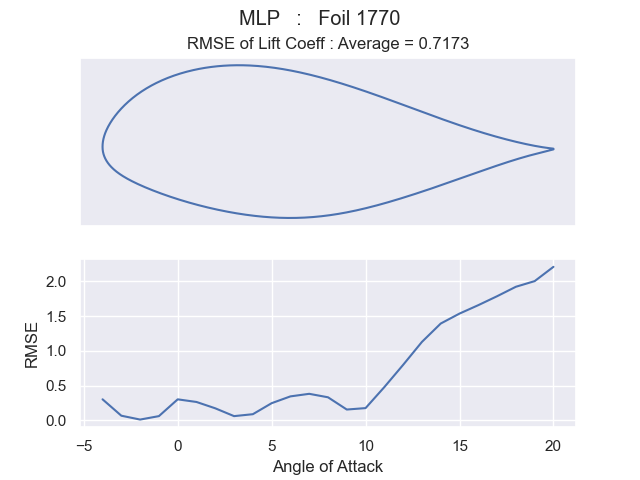 MLP : Foil 1770
RMSE of Lift Coeff : Average = 0.7173
RMSE
2.0
1.5
1.0
0.5
0.0
−5 0 5 10 15 20
Angle of Attack